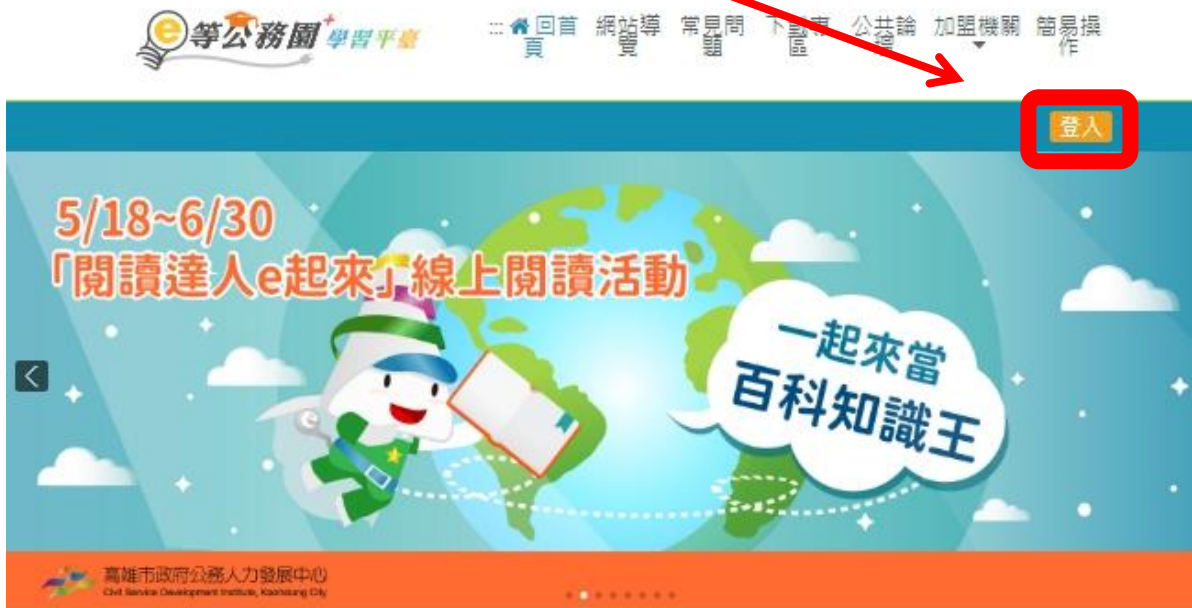 e等公務園+學習平臺
::: 回首頁 網站導覽 常見問題 下載專區 公共論壇 加盟機關 簡易操作
登入
5/18~6/30
「閱讀達人e起來」線上閱讀活動
一起來當
百科知識王
高雄市政府公務人力發展中心
Civil Service Development Institute, Kaohsiung City